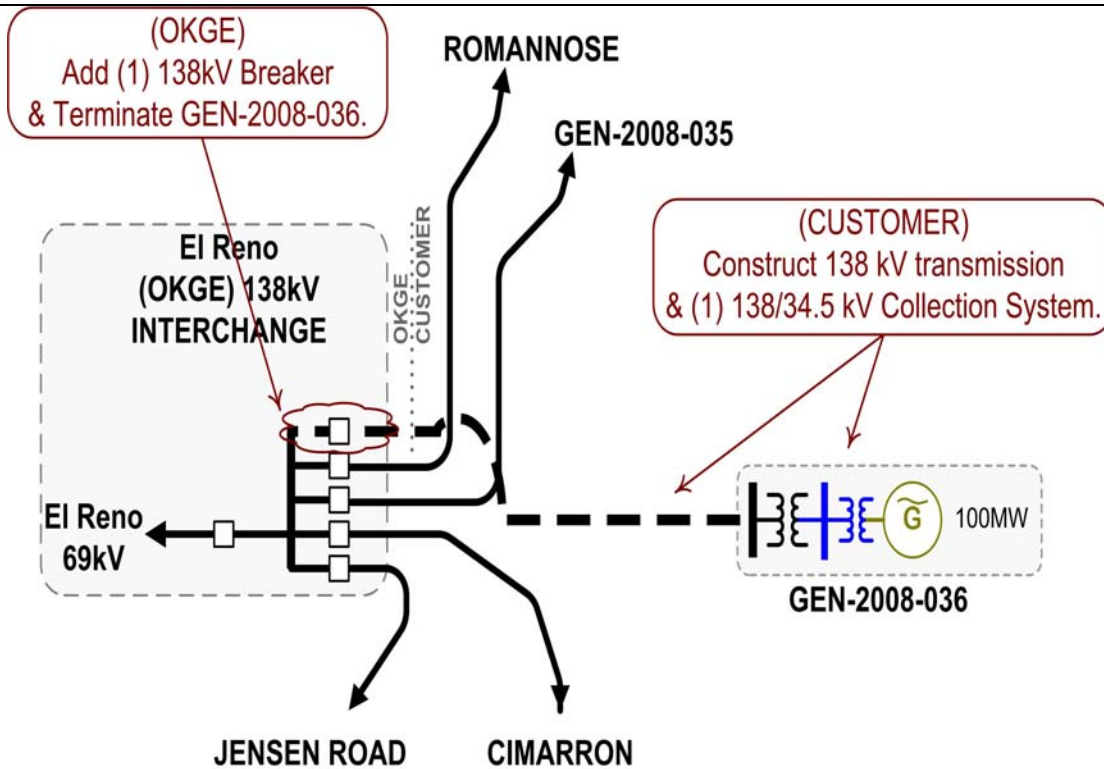 (OKGE)
Add (1) 138kV Breaker
& Terminate GEN-2008-036.
ROMANNOSE
GEN-2008-035
(CUSTOMER)
Construct 138 kV transmission
& (1) 138/34.5 kV Collection System.
El Reno
(OKGE) 138kV
INTERCHANGE
OKGE
CUSTOMER
El Reno
69kV
G
100MW
GEN-2008-036
JENSEN ROAD
CIMARRON